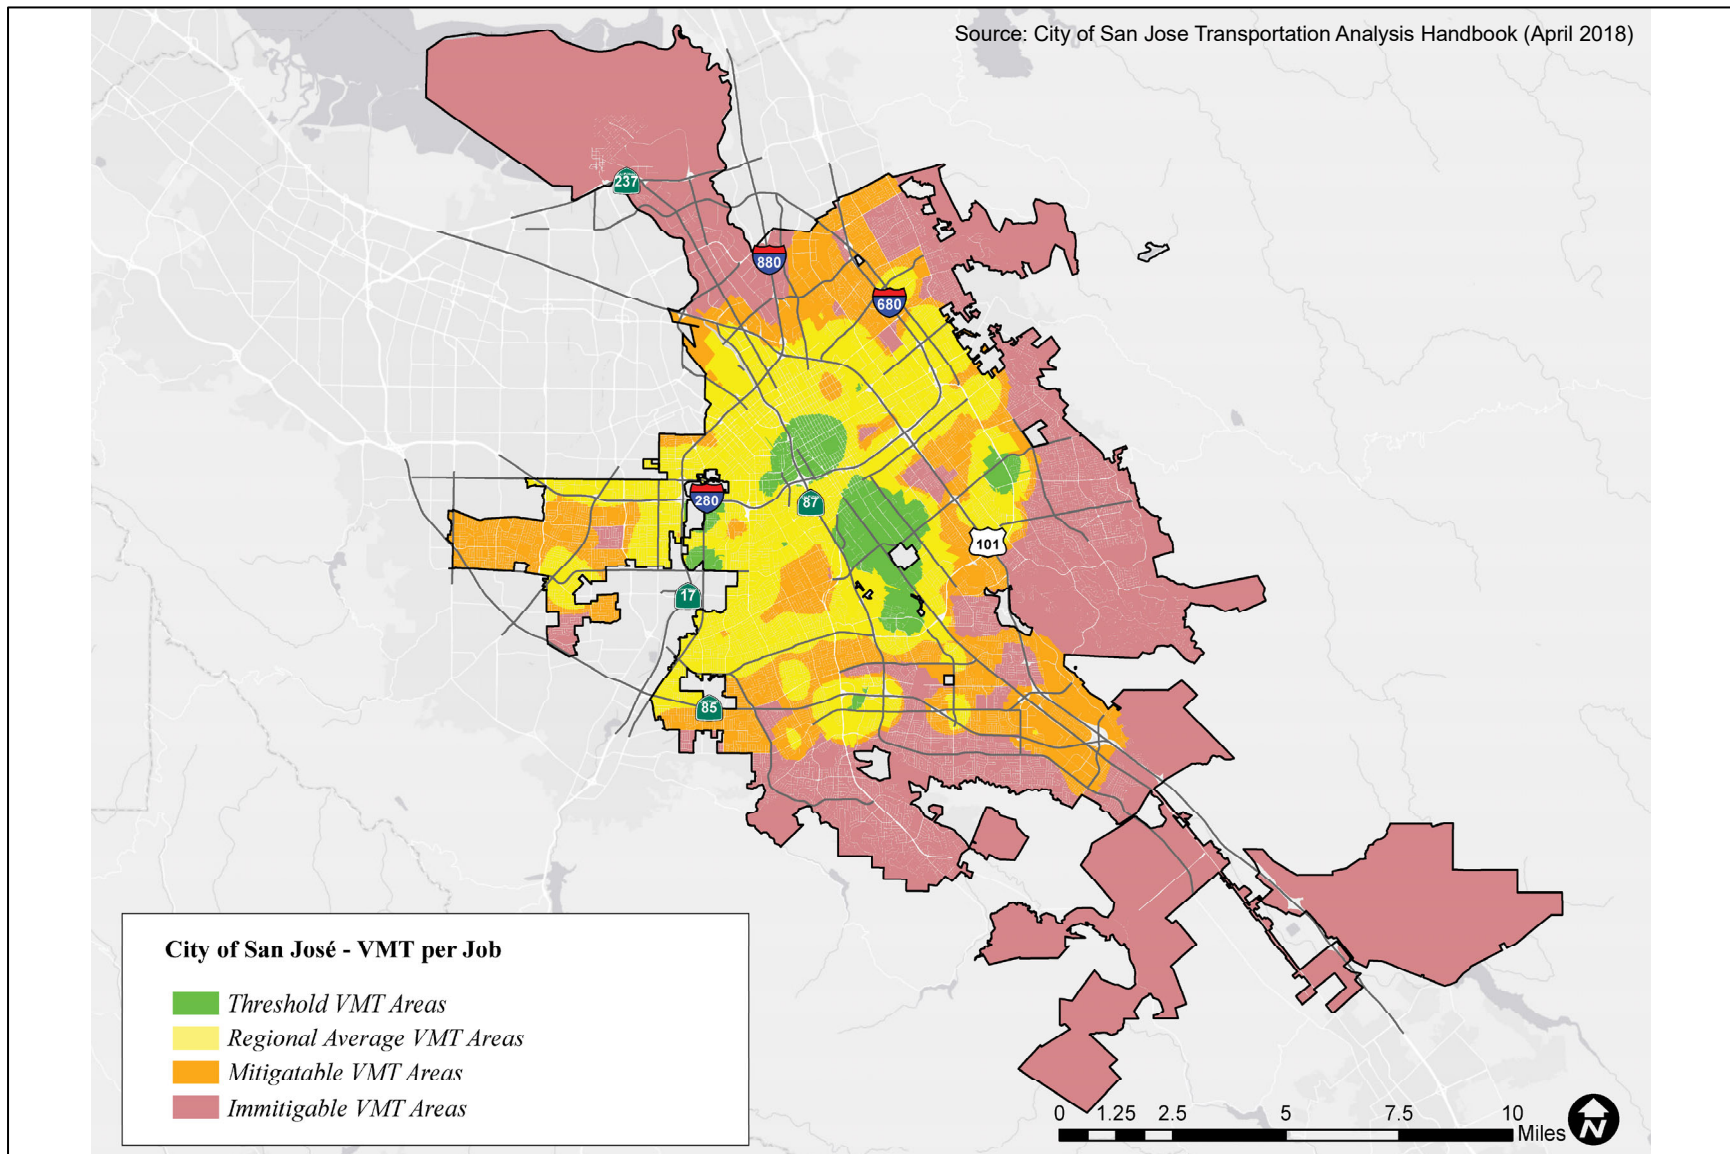 Source: City of San Jose Transportation Analysis Handbook (April 2018)
237
880
680
280
87
101
17
85
City of San José - VMT per Job
Threshold VMT Areas
Regional Average VMT Areas
Mitigatable VMT Areas
Immitigable VMT Areas
0 1.25 2.5 5 7.5 10
Miles
N